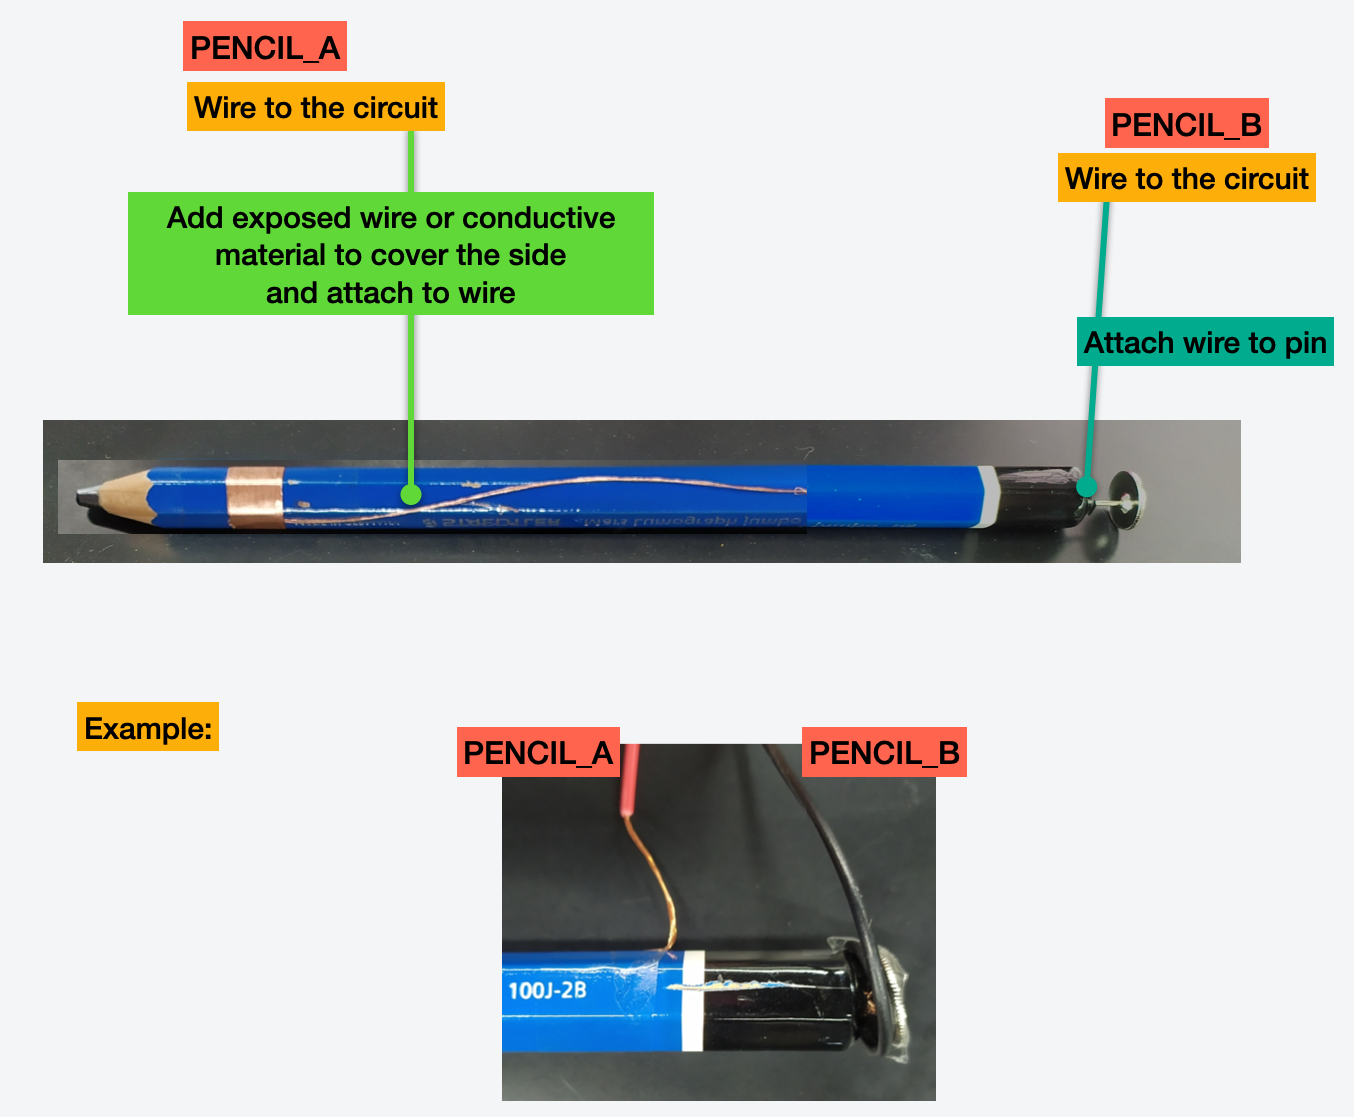 PENCIL_A
Wire to the circuit
PENCIL_B
Wire to the circuit
Add exposed wire or conductive
material to cover the side
and attach to wire
Attach wire to pin
STAEDTLER Mars Lumograph jumbo
Example:
PENCIL_A
PENCIL_B
100J-2B